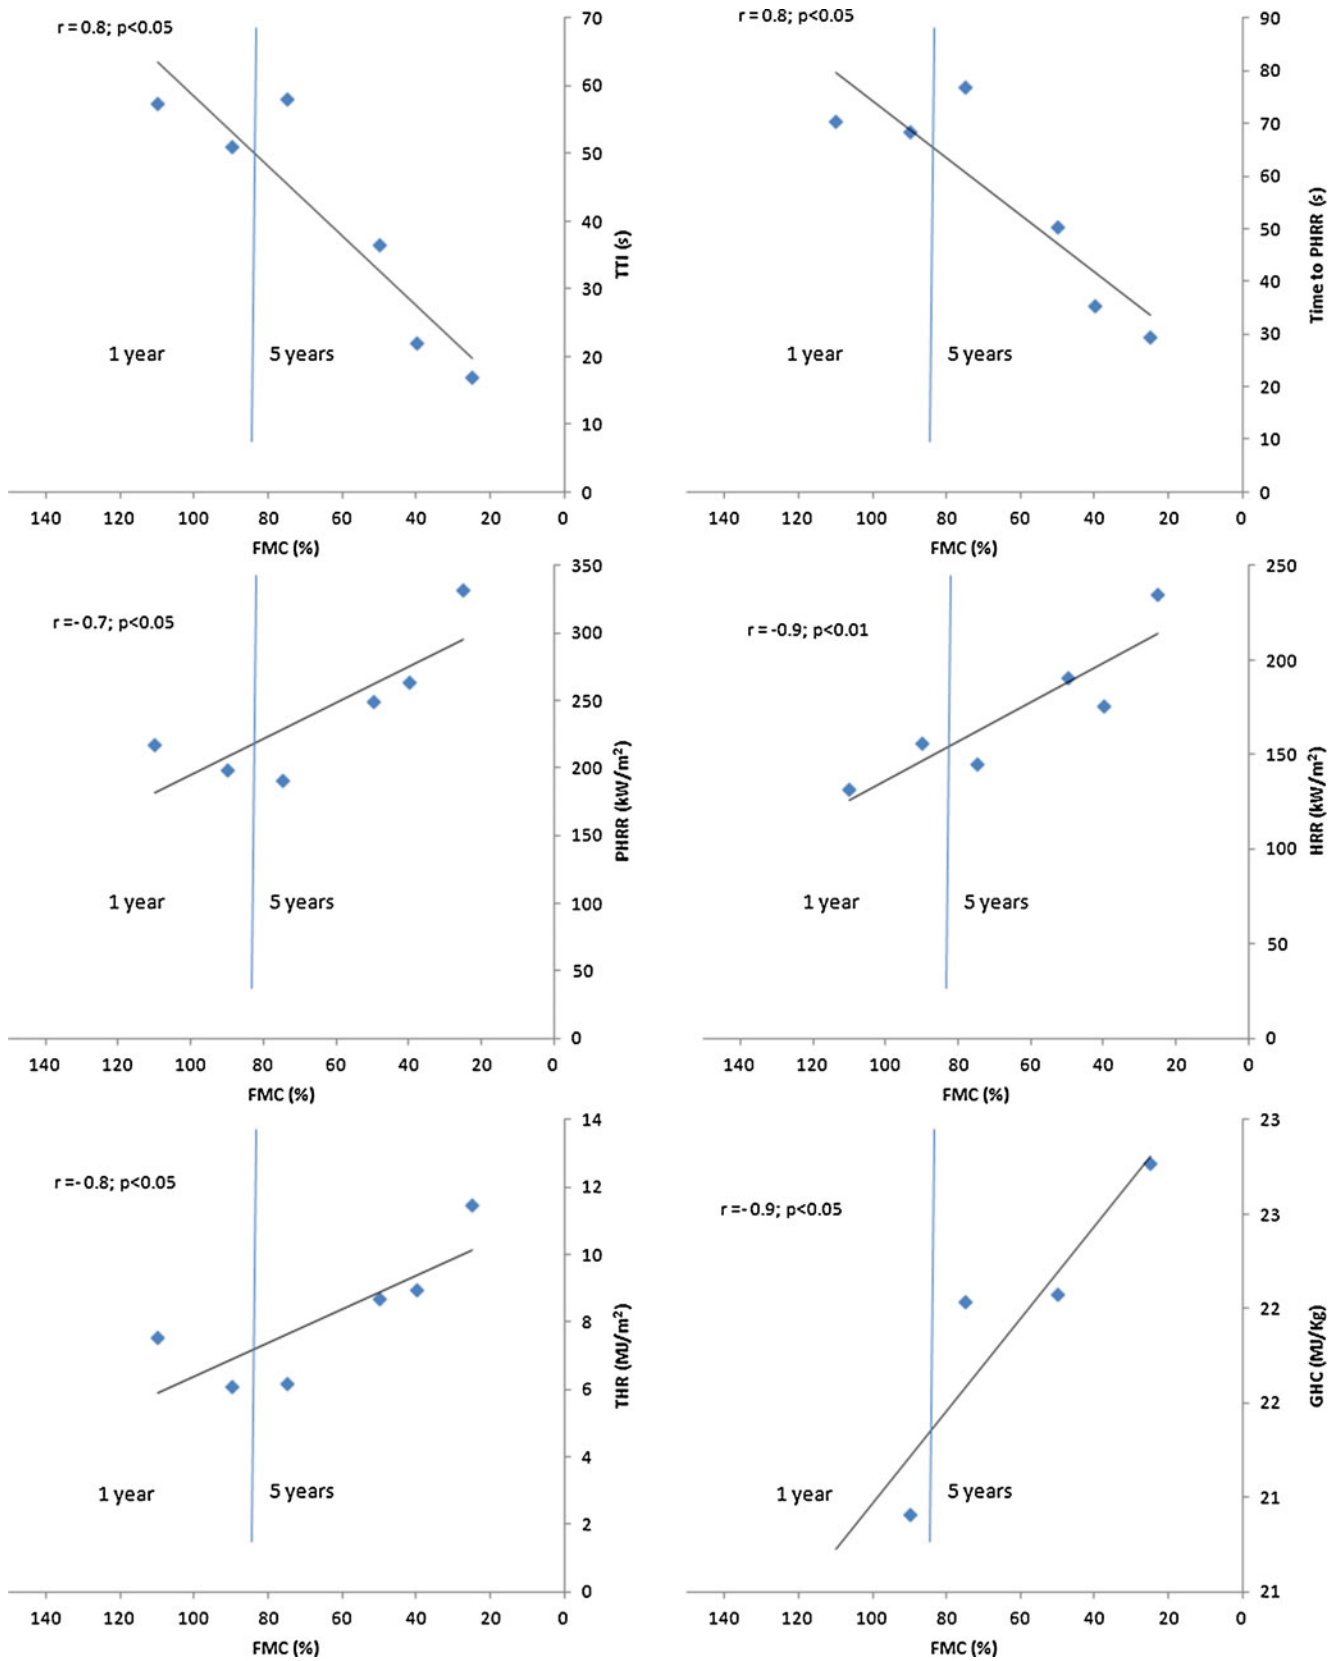 r = 0.8; p<0.05
70
60
50
40
30
20
10
0
TTI (s)
1 year
5 years
140 120 100 80 60 40 20 0
FMC (%)
r = 0.8; p<0.05
90
80
70
60
50
40
30
20
10
0
Time to PHRR (s)
1 year
5 years
140 120 100 80 60 40 20 0
FMC (%)
r =- 0.7; p<0.05
350
300
250
200
150
100
50
0
PHRR (kW/m²)
1 year
5 years
140 120 100 80 60 40 20 0
FMC (%)
r = -0.9; p<0.01
250
200
150
100
50
0
HRR (kW/m²)
1 year
5 years
140 120 100 80 60 40 20 0
FMC (%)
r =- 0.8; p<0.05
14
12
10
8
6
4
2
0
THR (MJ/m²)
1 year
5 years
140 120 100 80 60 40 20 0
FMC (%)
r =- 0.9; p<0.05
23
23
22
22
21
21
GHC (MJ/Kg)
1 year
5 years
140 120 100 80 60 40 20 0
FMC (%)